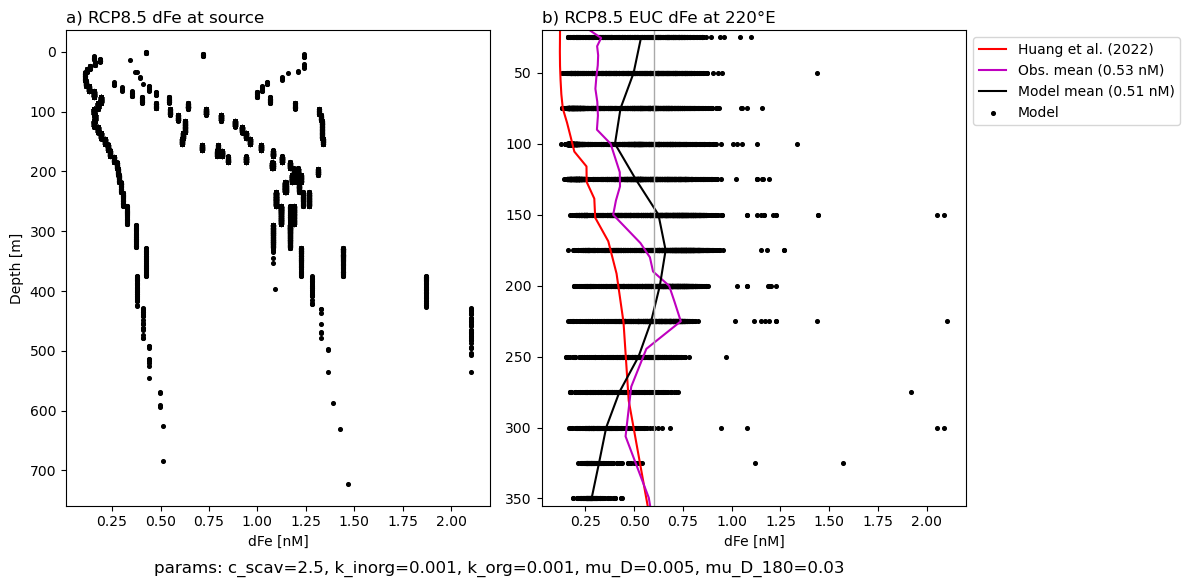 a) RCP8.5 dFe at source
0
100
200
300
400
500
600
700
Depth [m]
0.25 0.50 0.75 1.00 1.25 1.50 1.75 2.00
dFe [nM]
b) RCP8.5 EUC dFe at 220°E
50
100
150
200
250
300
350
0.25 0.50 0.75 1.00 1.25 1.50 1.75 2.00
dFe [nM]
Huang et al. (2022)
Obs. mean (0.53 nM)
Model mean (0.51 nM)
Model
params: c_scav=2.5, k_inorg=0.001, k_org=0.001, mu_D=0.005, mu_D_180=0.03